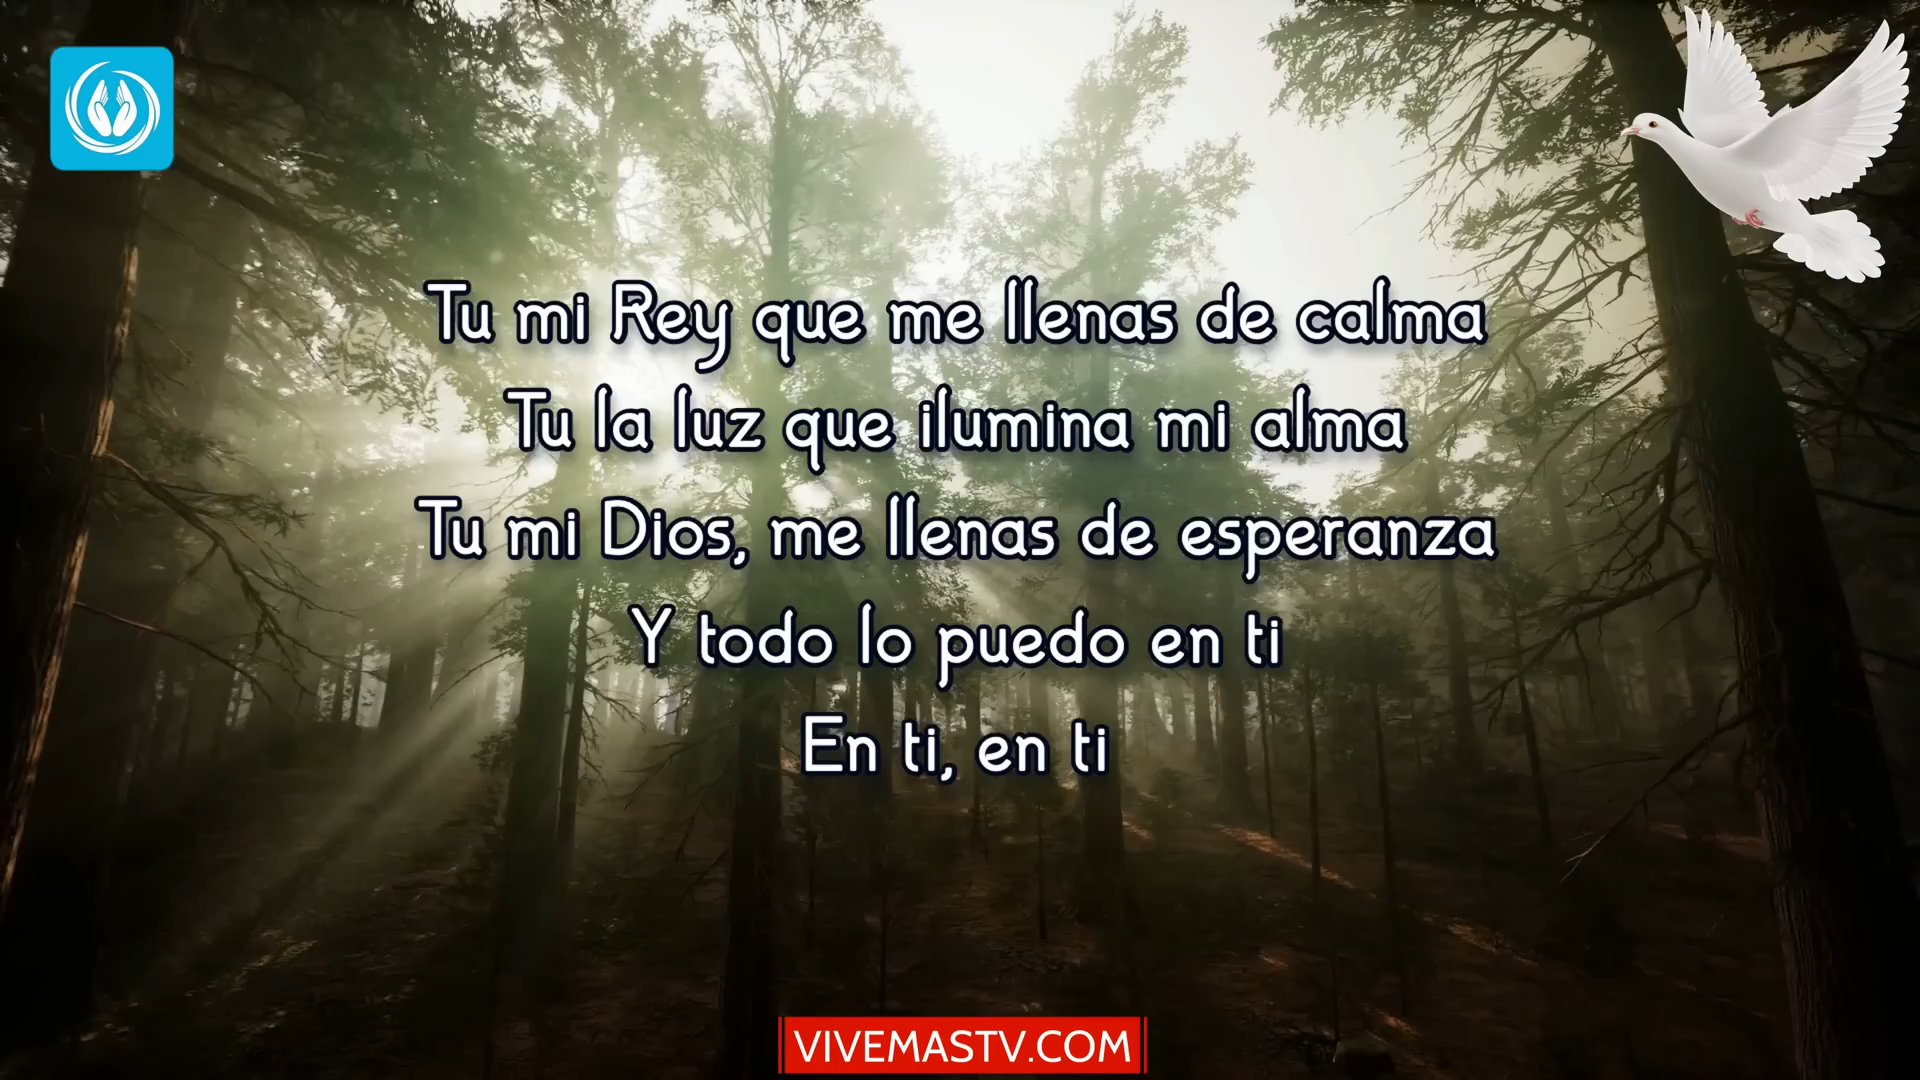 Tu mi Rey que me llenas de calma
Tu la luz que ilumina mi alma
Tu mi Dios, me llenas de esperanza
Y todo lo puedo en ti
En ti, en ti
VIVEMASTV.COM